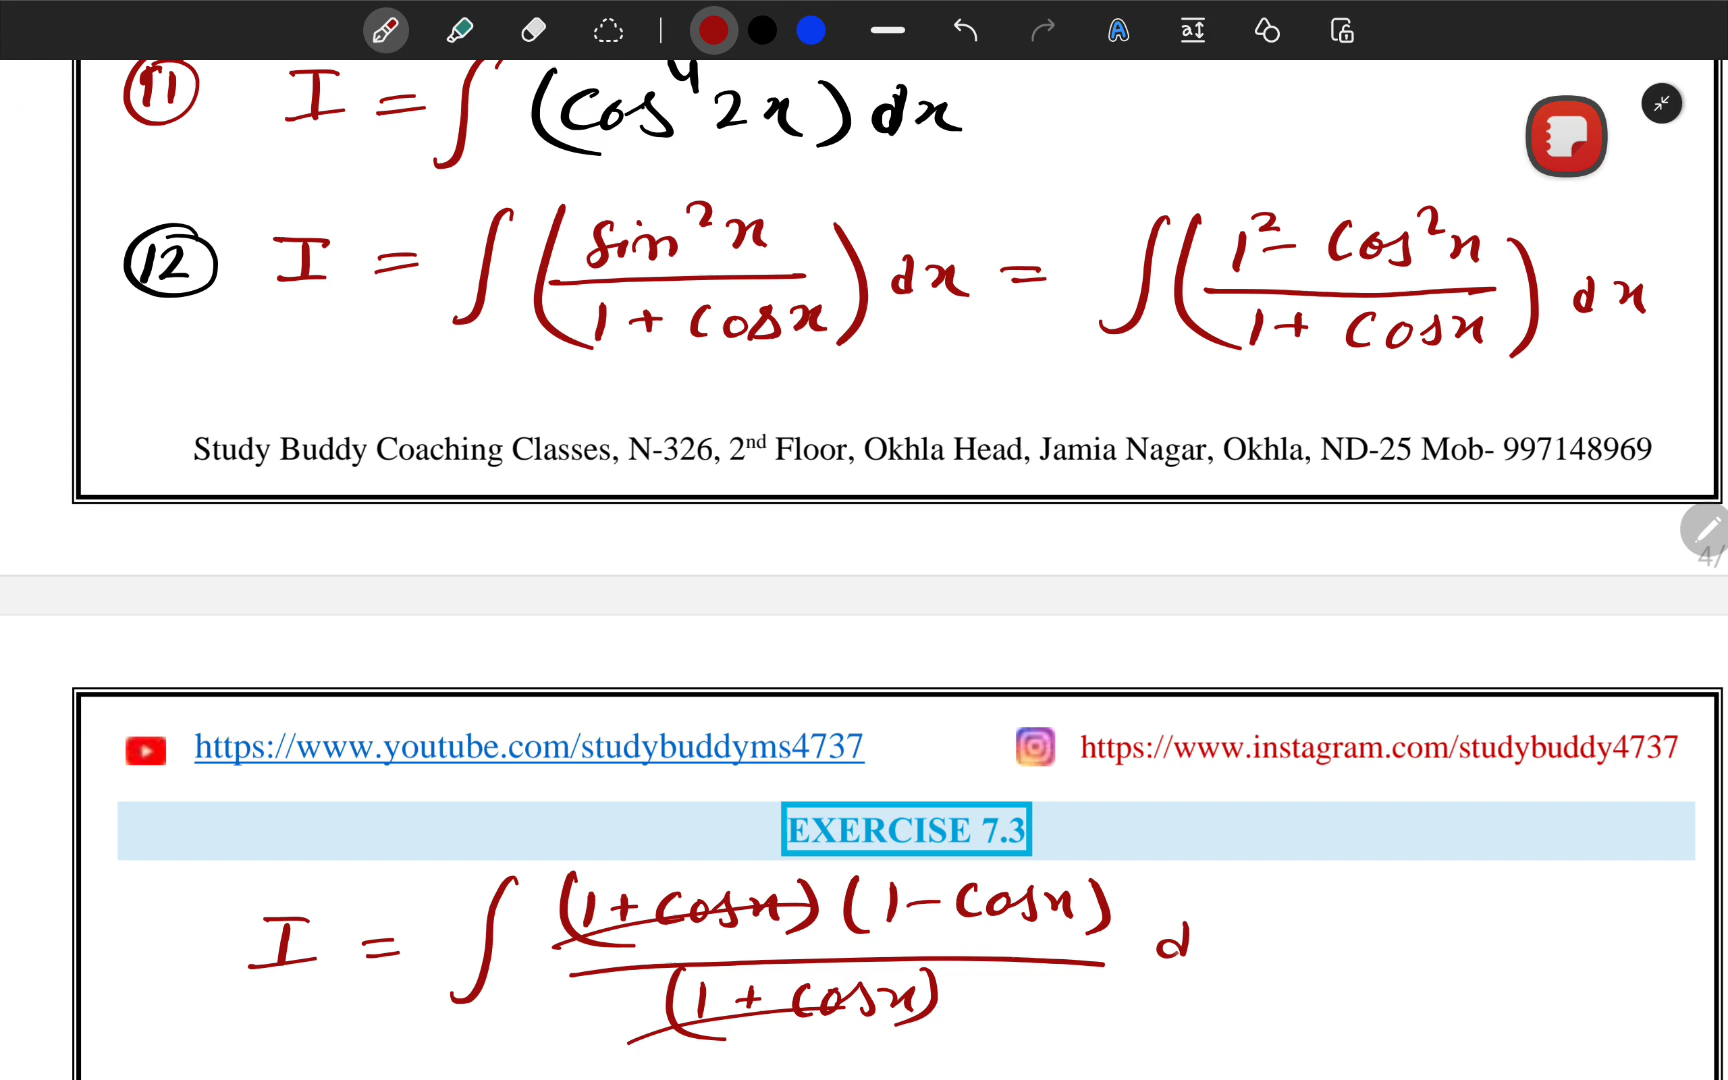 11 I = ∫ (cos⁴ 2x) dx
12 I = ∫ (sin²x / 1 + cosx) dx = ∫ (1² - cos²x / 1 + cosx) dx
Study Buddy Coaching Classes, N-326, 2nd Floor, Okhla Head, Jamia Nagar, Okhla, ND-25 Mob- 997148969
4/
https://www.youtube.com/studybuddyms4737 https://www.instagram.com/studybuddy4737
EXERCISE 7.3
I = ∫ (1+cosx)(1-cosx) / (1+cosx) d